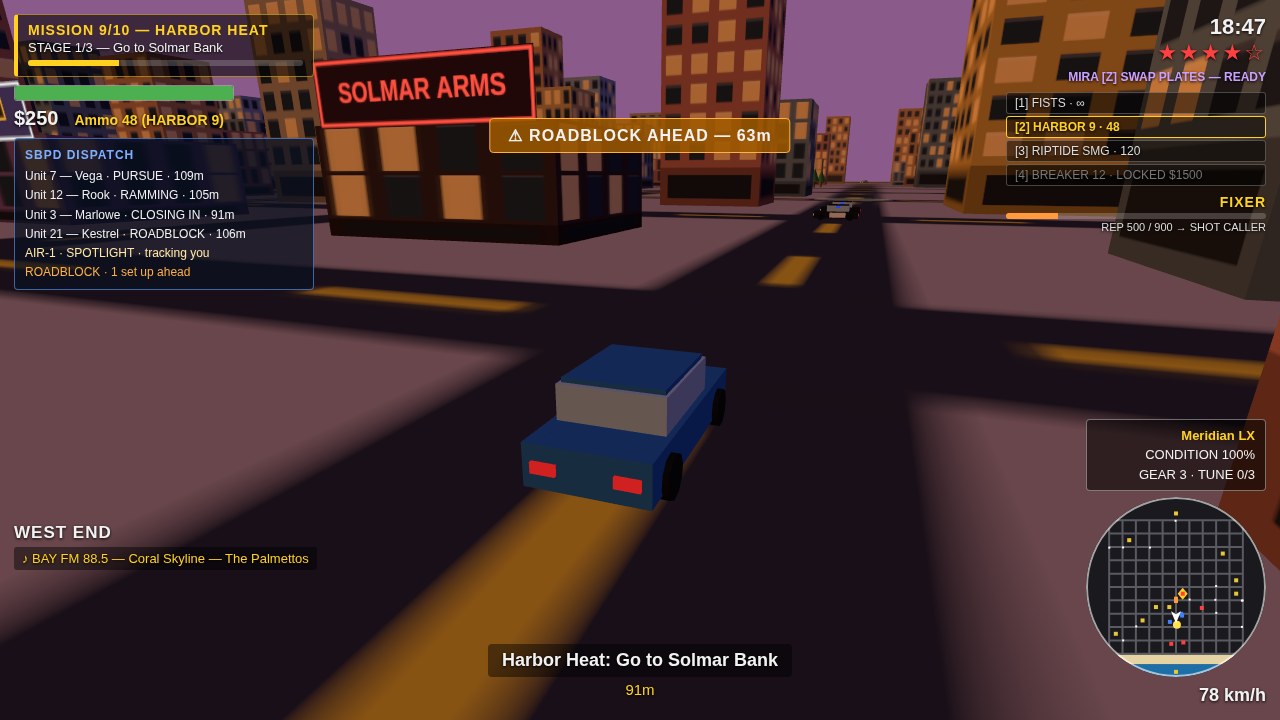 MISSION 9/10 — HARBOR HEAT
STAGE 1/3 — Go to Solmar Bank
$250 Ammo 48 (HARBOR 9)
SBPD DISPATCH
Unit 7 — Vega · PURSUE · 109m
Unit 12 — Rook · RAMMING · 105m
Unit 3 — Marlowe · CLOSING IN · 91m
Unit 21 — Kestrel · ROADBLOCK · 106m
AIR-1 · SPOTLIGHT · tracking you
ROADBLOCK · 1 set up ahead
SOLMAR ARMS
⚠ ROADBLOCK AHEAD — 63m
18:47
★★★★☆
MIRA [Z] SWAP PLATES — READY
[1] FISTS · ∞
[2] HARBOR 9 · 48
[3] RIPTIDE SMG · 120
[4] BREAKER 12 · LOCKED $1500
FIXER
REP 500 / 900 → SHOT CALLER
Meridian LX
CONDITION 100%
GEAR 3 · TUNE 0/3
WEST END
♪ BAY FM 88.5 — Coral Skyline — The Palmettos
Harbor Heat: Go to Solmar Bank
91m
78 km/h